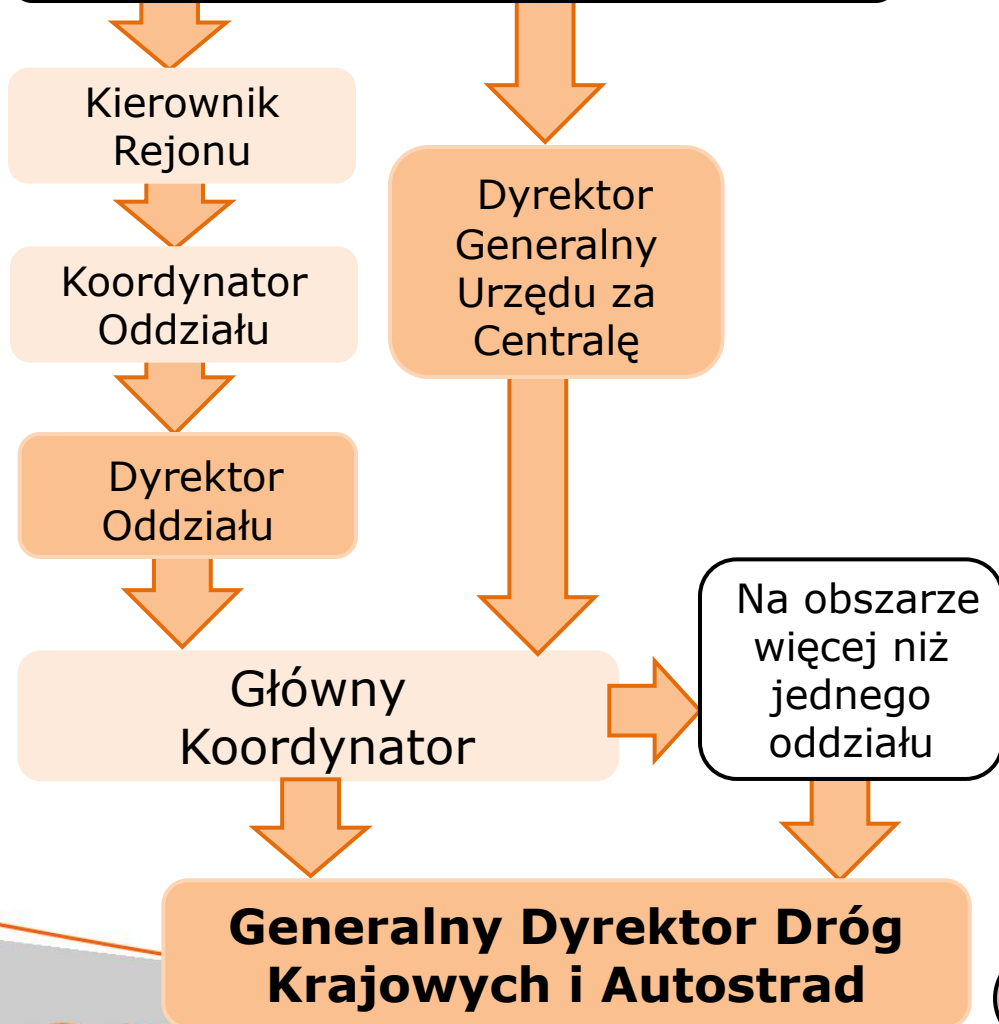 Kierownik
Rejonu
Dyrektor
Generalny
Urzędu za
Centralę
Koordynator
Oddziału
Dyrektor
Oddziału
Na obszarze
więcej niż
jednego
oddziału
Główny
Koordynator
Generalny Dyrektor Dróg
Krajowych i Autostrad